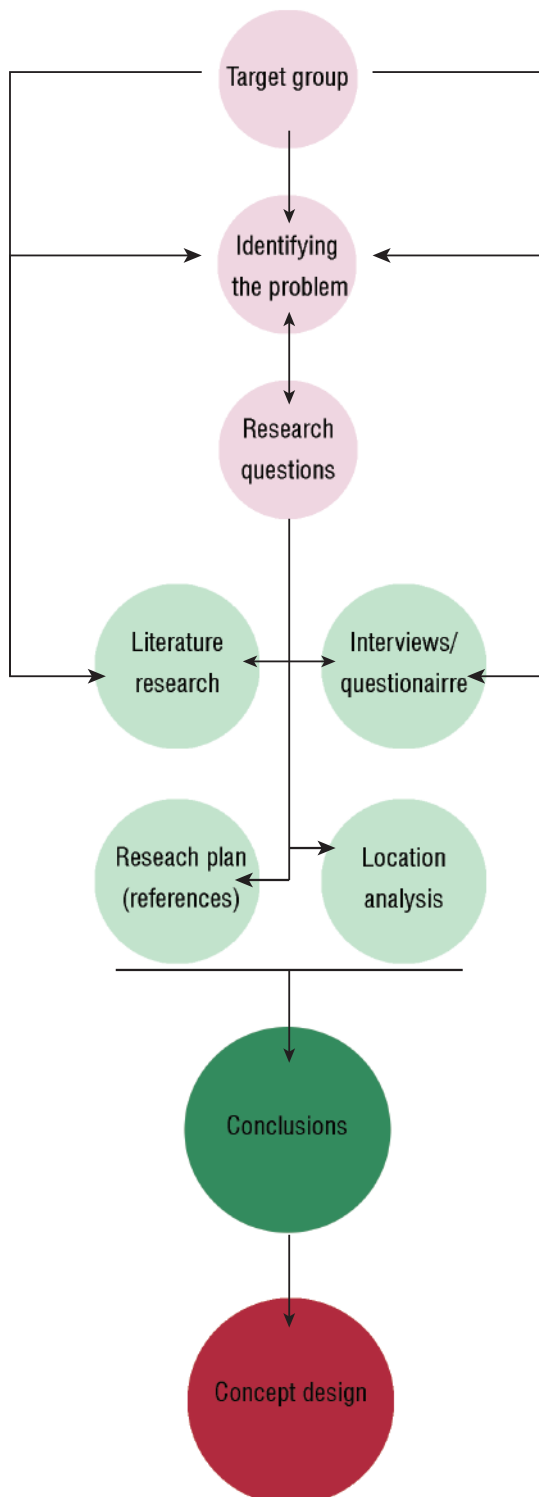 Target group
Identifying
the problem
Research
questions
Literature
research
Interviews/
questionairre
Reseach plan
(references)
Location
analysis
Conclusions
Concept design